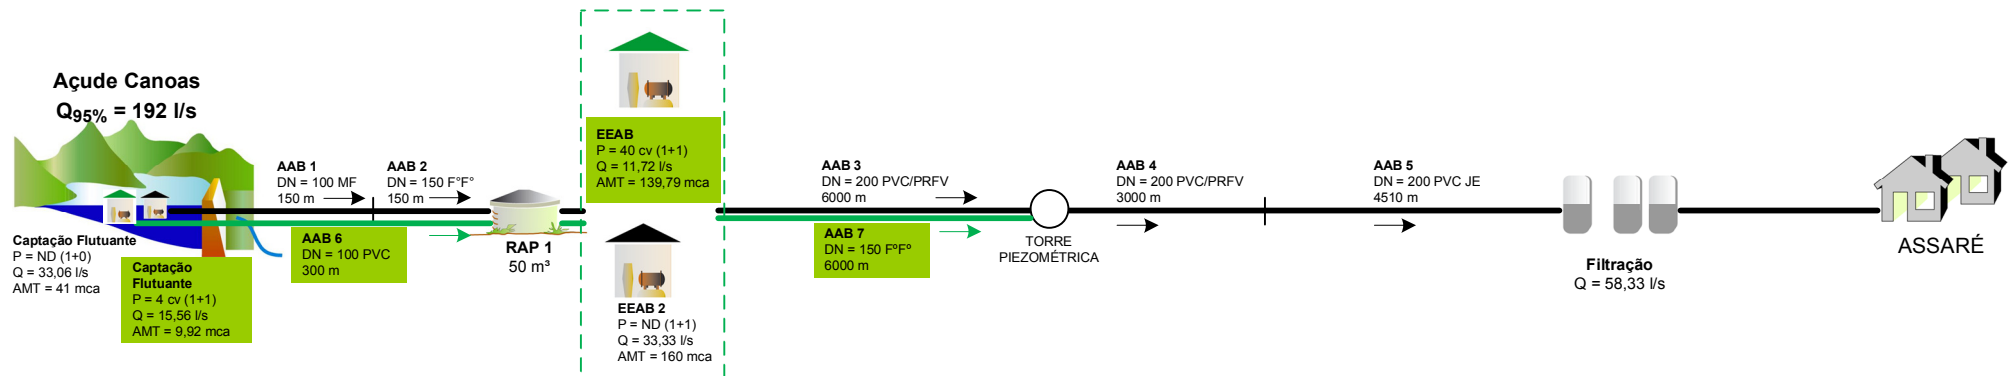 Açude Canoas
Q95% = 192 l/s
Captação Flutuante
P = ND (1+0)
Q = 33,06 l/s
AMT = 41 mca
Captação
Flutuante
P = 4 cv (1+1)
Q = 15,56 l/s
AMT = 9,92 mca
AAB 1
DN = 100 MF
150 m
AAB 2
DN = 150 F°F°
150 m
AAB 6
DN = 100 PVC
300 m
RAP 1
50 m³
EEAB
P = 40 cv (1+1)
Q = 11,72 l/s
AMT = 139,79 mca
EEAB 2
P = ND (1+1)
Q = 33,33 l/s
AMT = 160 mca
AAB 3
DN = 200 PVC/PRFV
6000 m
AAB 7
DN = 150 FºFº
6000 m
TORRE
PIEZOMÉTRICA
AAB 4
DN = 200 PVC/PRFV
3000 m
AAB 5
DN = 200 PVC JE
4510 m
Filtração
Q = 58,33 l/s
ASSARÉ